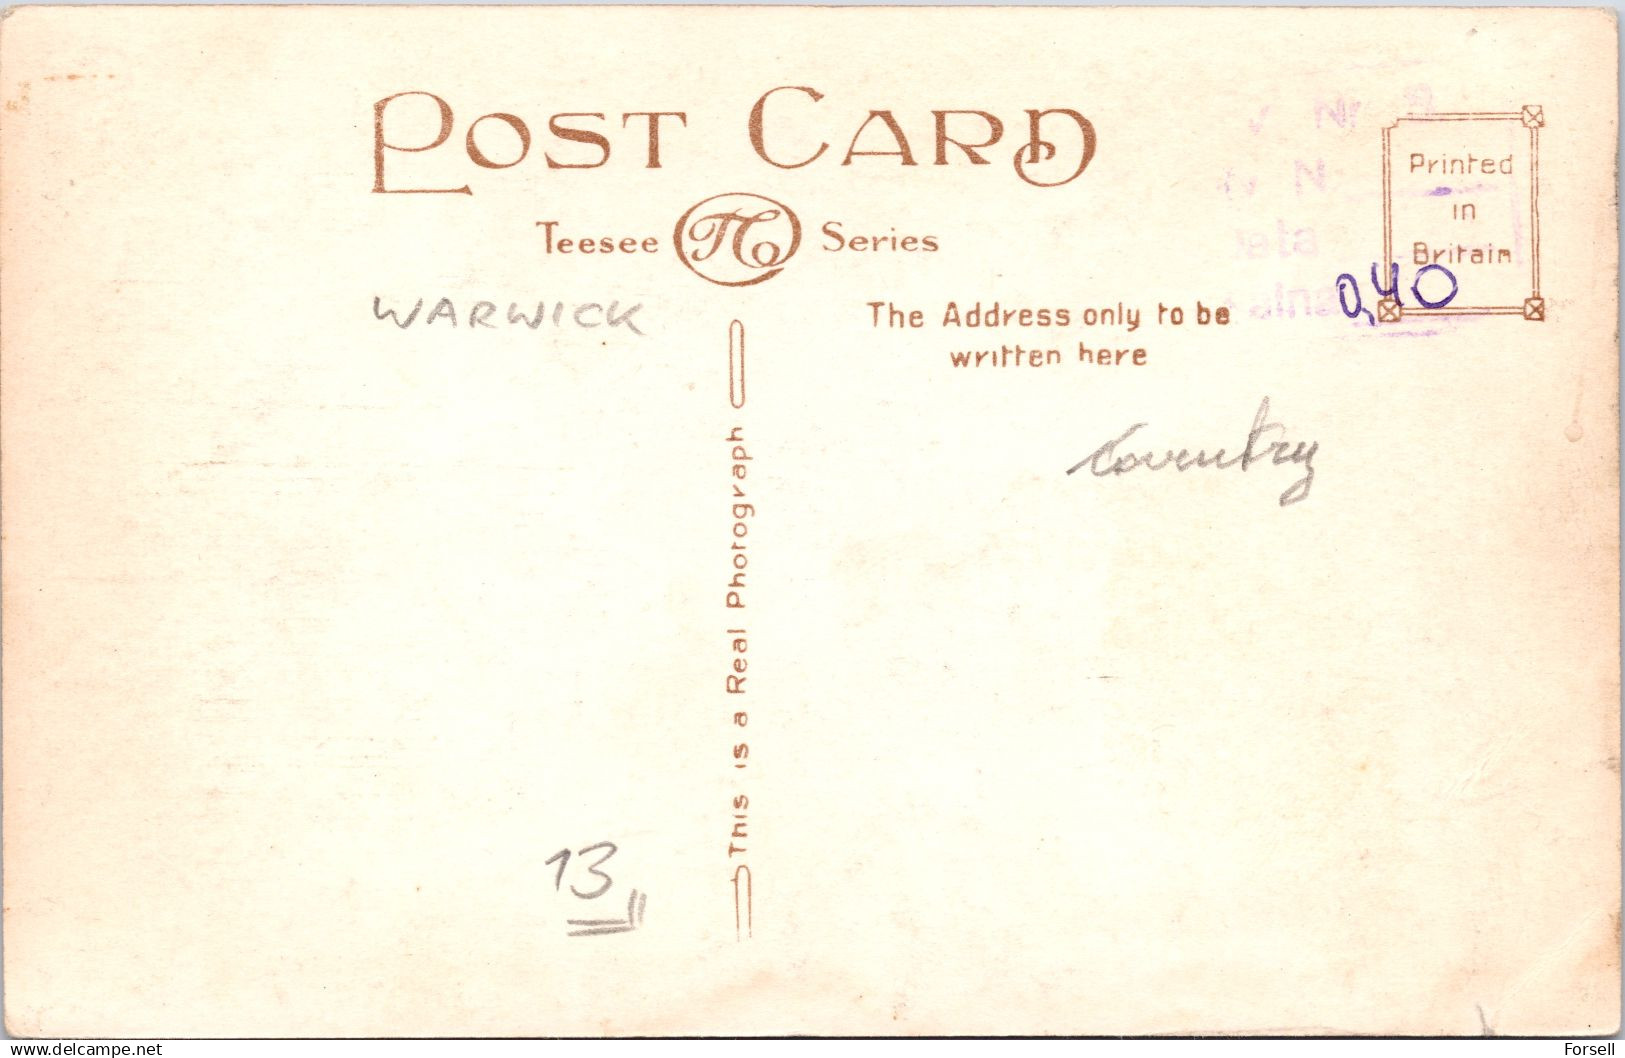 POST CARD
Teesee TCo Series
WARWICK
The Address only to be
written here
Printed
in
Britain
0,40
Coventry
This is a Real Photograph
13
www.delcampe.net
Forsell